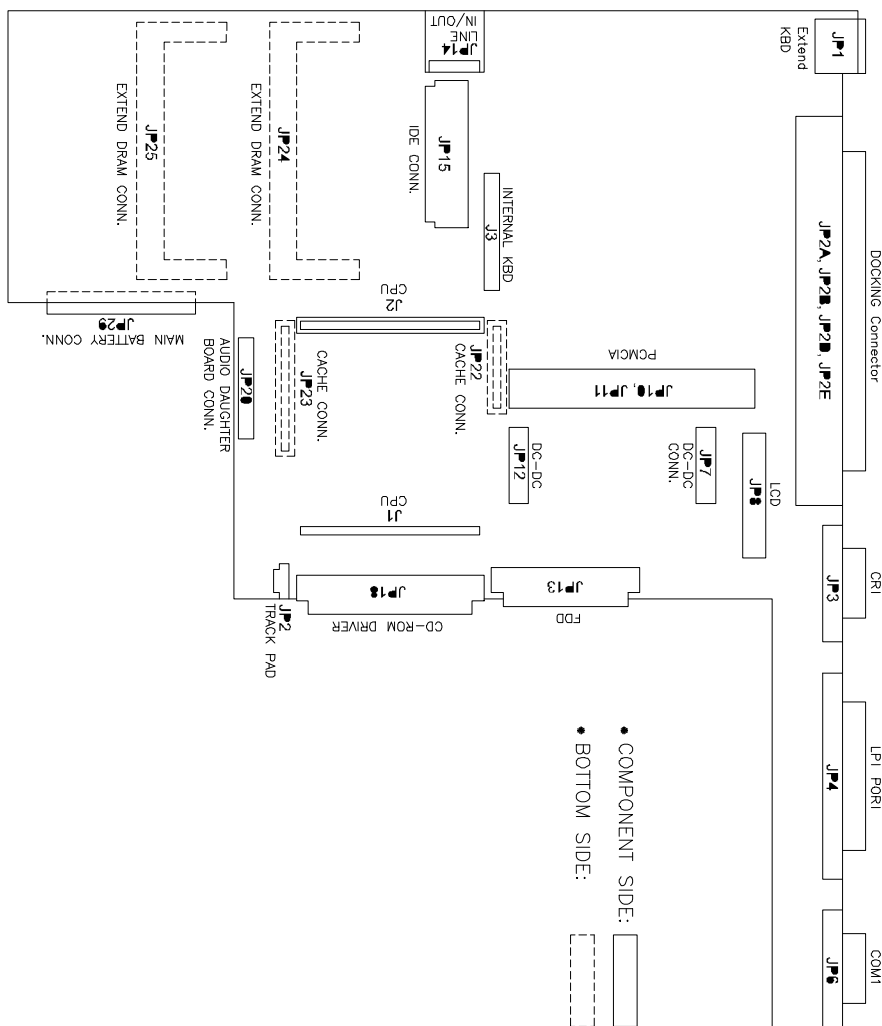 JP1
Extend
KBD
DOCKING Connector
JP2A, JP2B, JP2D, JP2E
CRI
JP3
LPI PORI
JP4
COM1
JP6
LCD
JP8
JP7
DC-DC
CONN.
PCMCIA
JP10, JP11
DC-DC
JP12
FDD
JP13
LINE
IN/OUT
JP14
JP15
IDE CONN.
INTERNAL KBD
J3
JP22
CACHE CONN.
J2
CPU
CACHE CONN.
JP23
J1
CPU
JP18
CD-ROM DRIVER
JP2
TRACK PAD
JP24
EXTEND DRAM CONN.
JP25
EXTEND DRAM CONN.
JP20
AUDIO DAUGHTER
BOARD CONN.
JP29
MAIN BATTERY CONN.
• COMPONENT SIDE:
• BOTTOM SIDE: